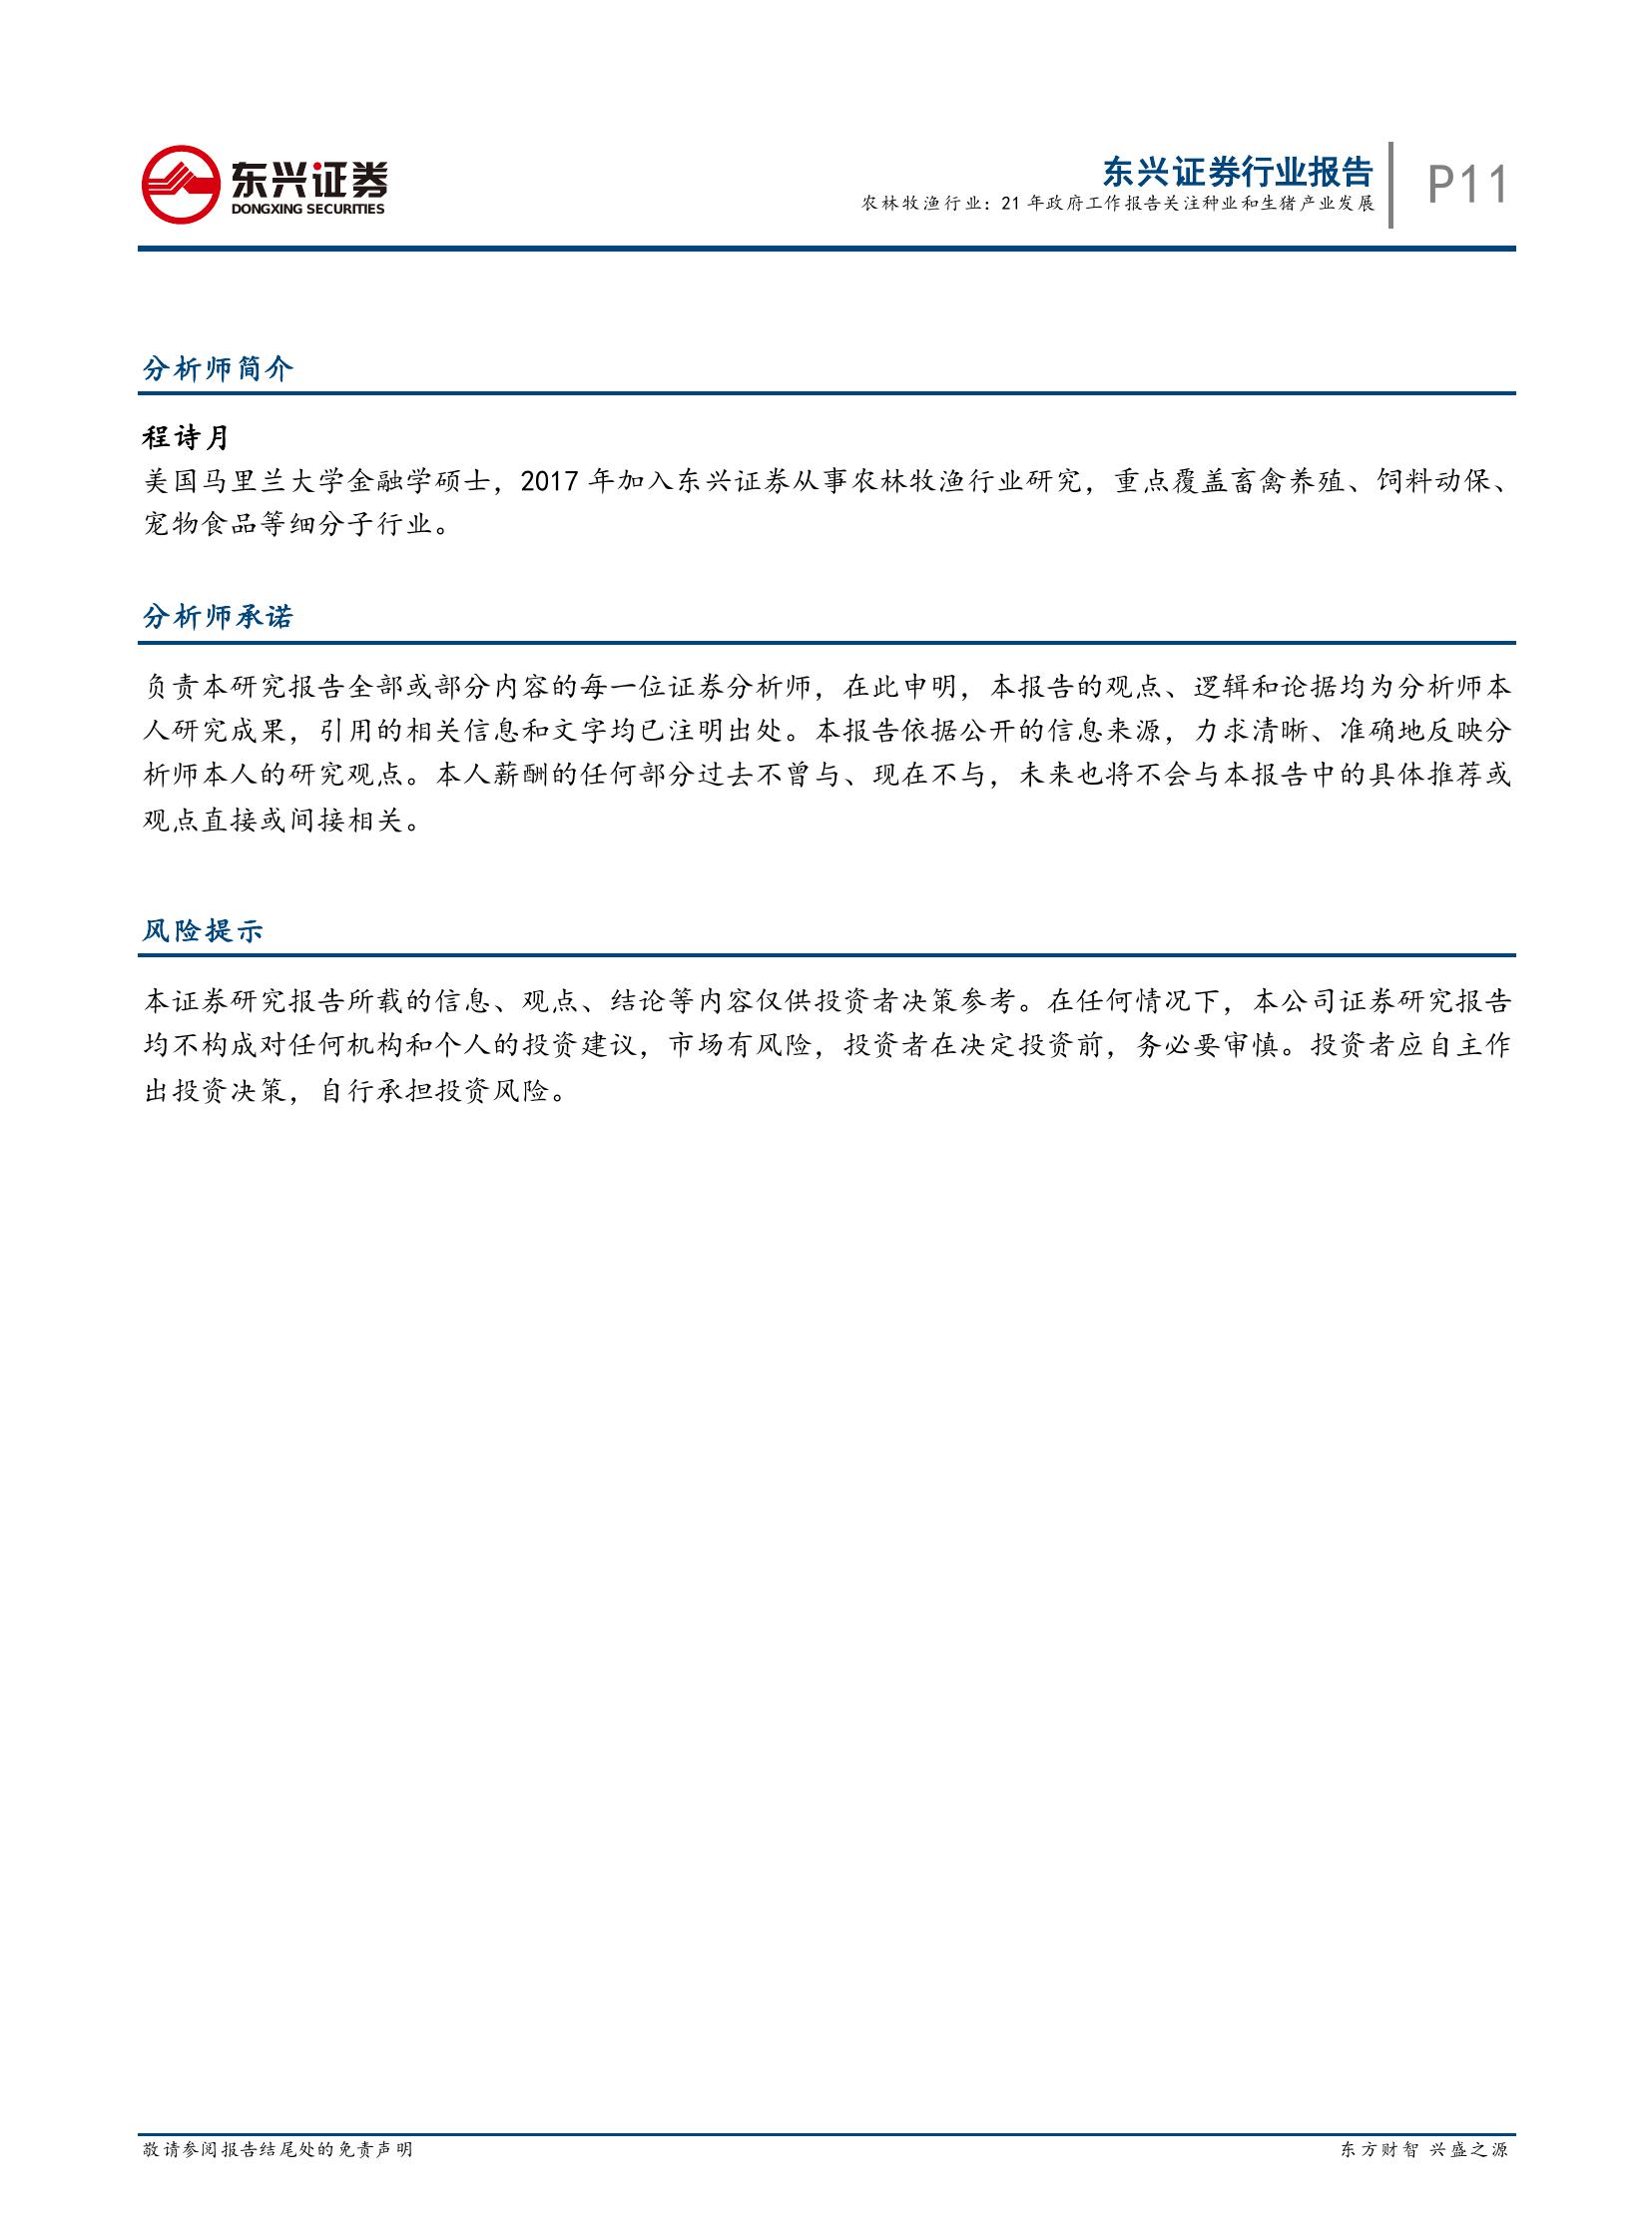 东兴证券
DONGXING SECURITIES
东兴证券行业报告
农林牧渔行业：21 年政府工作报告关注种业和生猪产业发展
P11
分析师简介
程诗月
美国马里兰大学金融学硕士，2017 年加入东兴证券从事农林牧渔行业研究，重点覆盖畜禽养殖、饲料动保、
宠物食品等细分子行业。
分析师承诺
负责本研究报告全部或部分内容的每一位证券分析师，在此申明，本报告的观点、逻辑和论据均为分析师本
人研究成果，引用的相关信息和文字均已注明出处。本报告依据公开的信息来源，力求清晰、准确地反映分
析师本人的研究观点。本人薪酬的任何部分过去不曾与、现在不与，未来也将不会与本报告中的具体推荐或
观点直接或间接相关。
风险提示
本证券研究报告所载的信息、观点、结论等内容仅供投资者决策参考。在任何情况下，本公司证券研究报告
均不构成对任何机构和个人的投资建议，市场有风险，投资者在决定投资前，务必要审慎。投资者应自主作
出投资决策，自行承担投资风险。
敬请参阅报告结尾处的免责声明
东方财智 兴盛之源